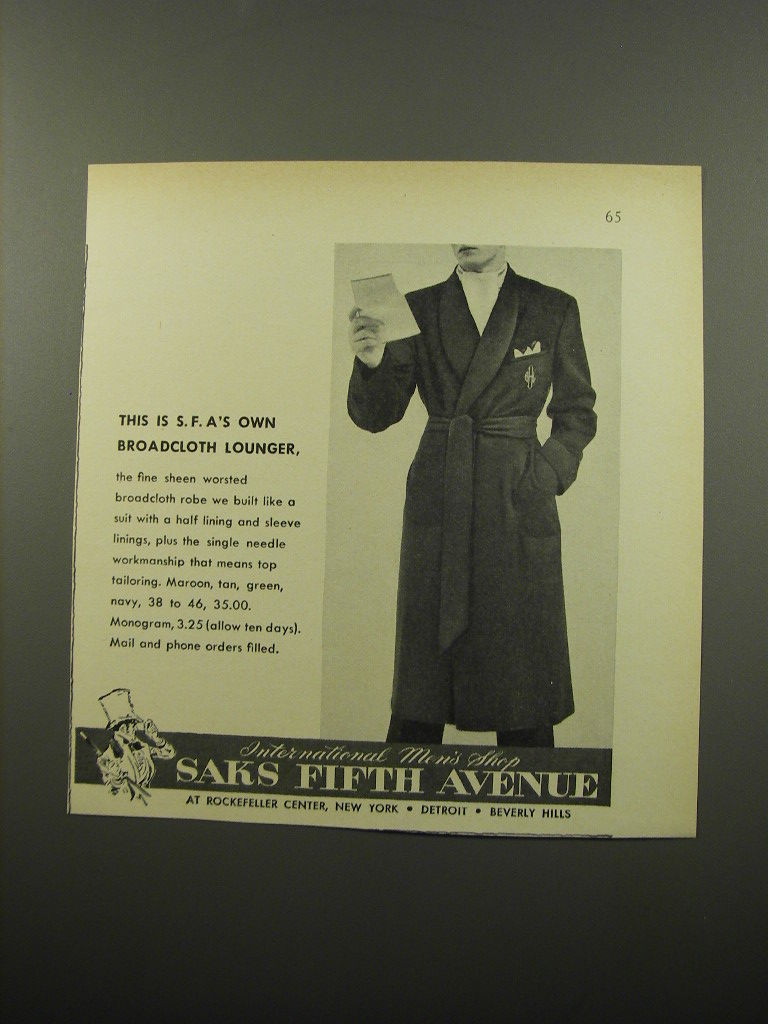 65
THIS IS S.F.A'S OWN
BROADCLOTH LOUNGER,
the fine sheen worsted
broadcloth robe we built like a
suit with a half lining and sleeve
linings, plus the single needle
workmanship that means top
tailoring. Maroon, tan, green,
navy, 38 to 46, 35.00.
Monogram, 3.25 (allow ten days).
Mail and phone orders filled.
International Men's Shop
SAKS FIFTH AVENUE
AT ROCKEFELLER CENTER, NEW YORK • DETROIT • BEVERLY HILLS